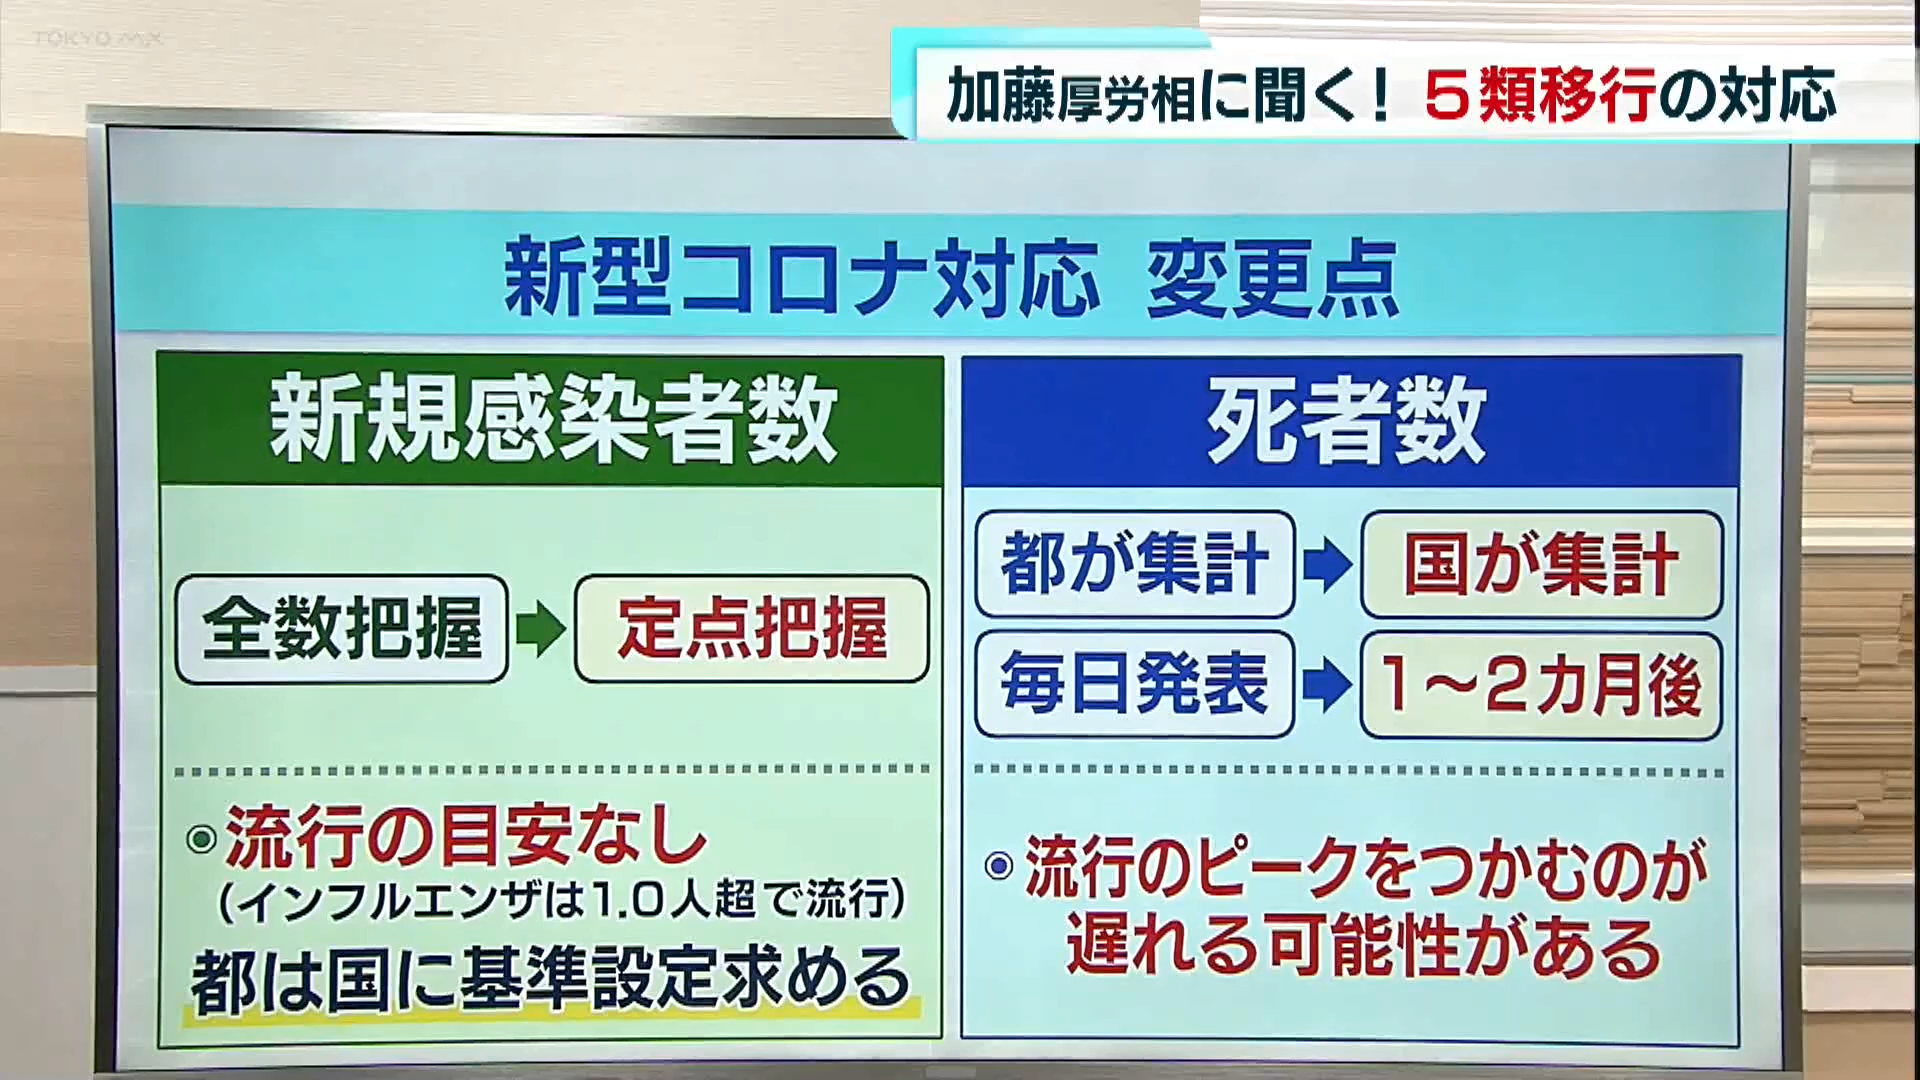 TOKYO MX
加藤厚労相に聞く！ 5類移行の対応
新型コロナ対応 変更点
新規感染者数
全数把握 ➡ 定点把握
◉流行の目安なし
（インフルエンザは1.0人超で流行）
都は国に基準設定求める
死者数
都が集計 ➡ 国が集計
毎日発表 ➡ 1～2カ月後
◉流行のピークをつかむのが
遅れる可能性がある